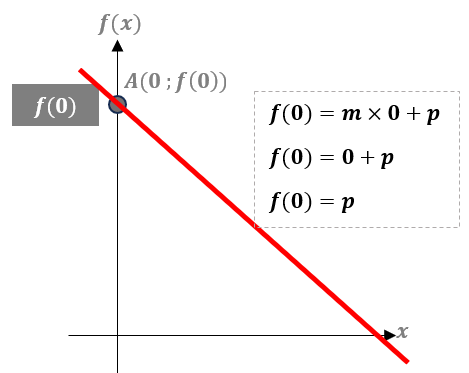 f(x)
A(0 ; f(0))
f(0)
f(0) = m × 0 + p
f(0) = 0 + p
f(0) = p
x